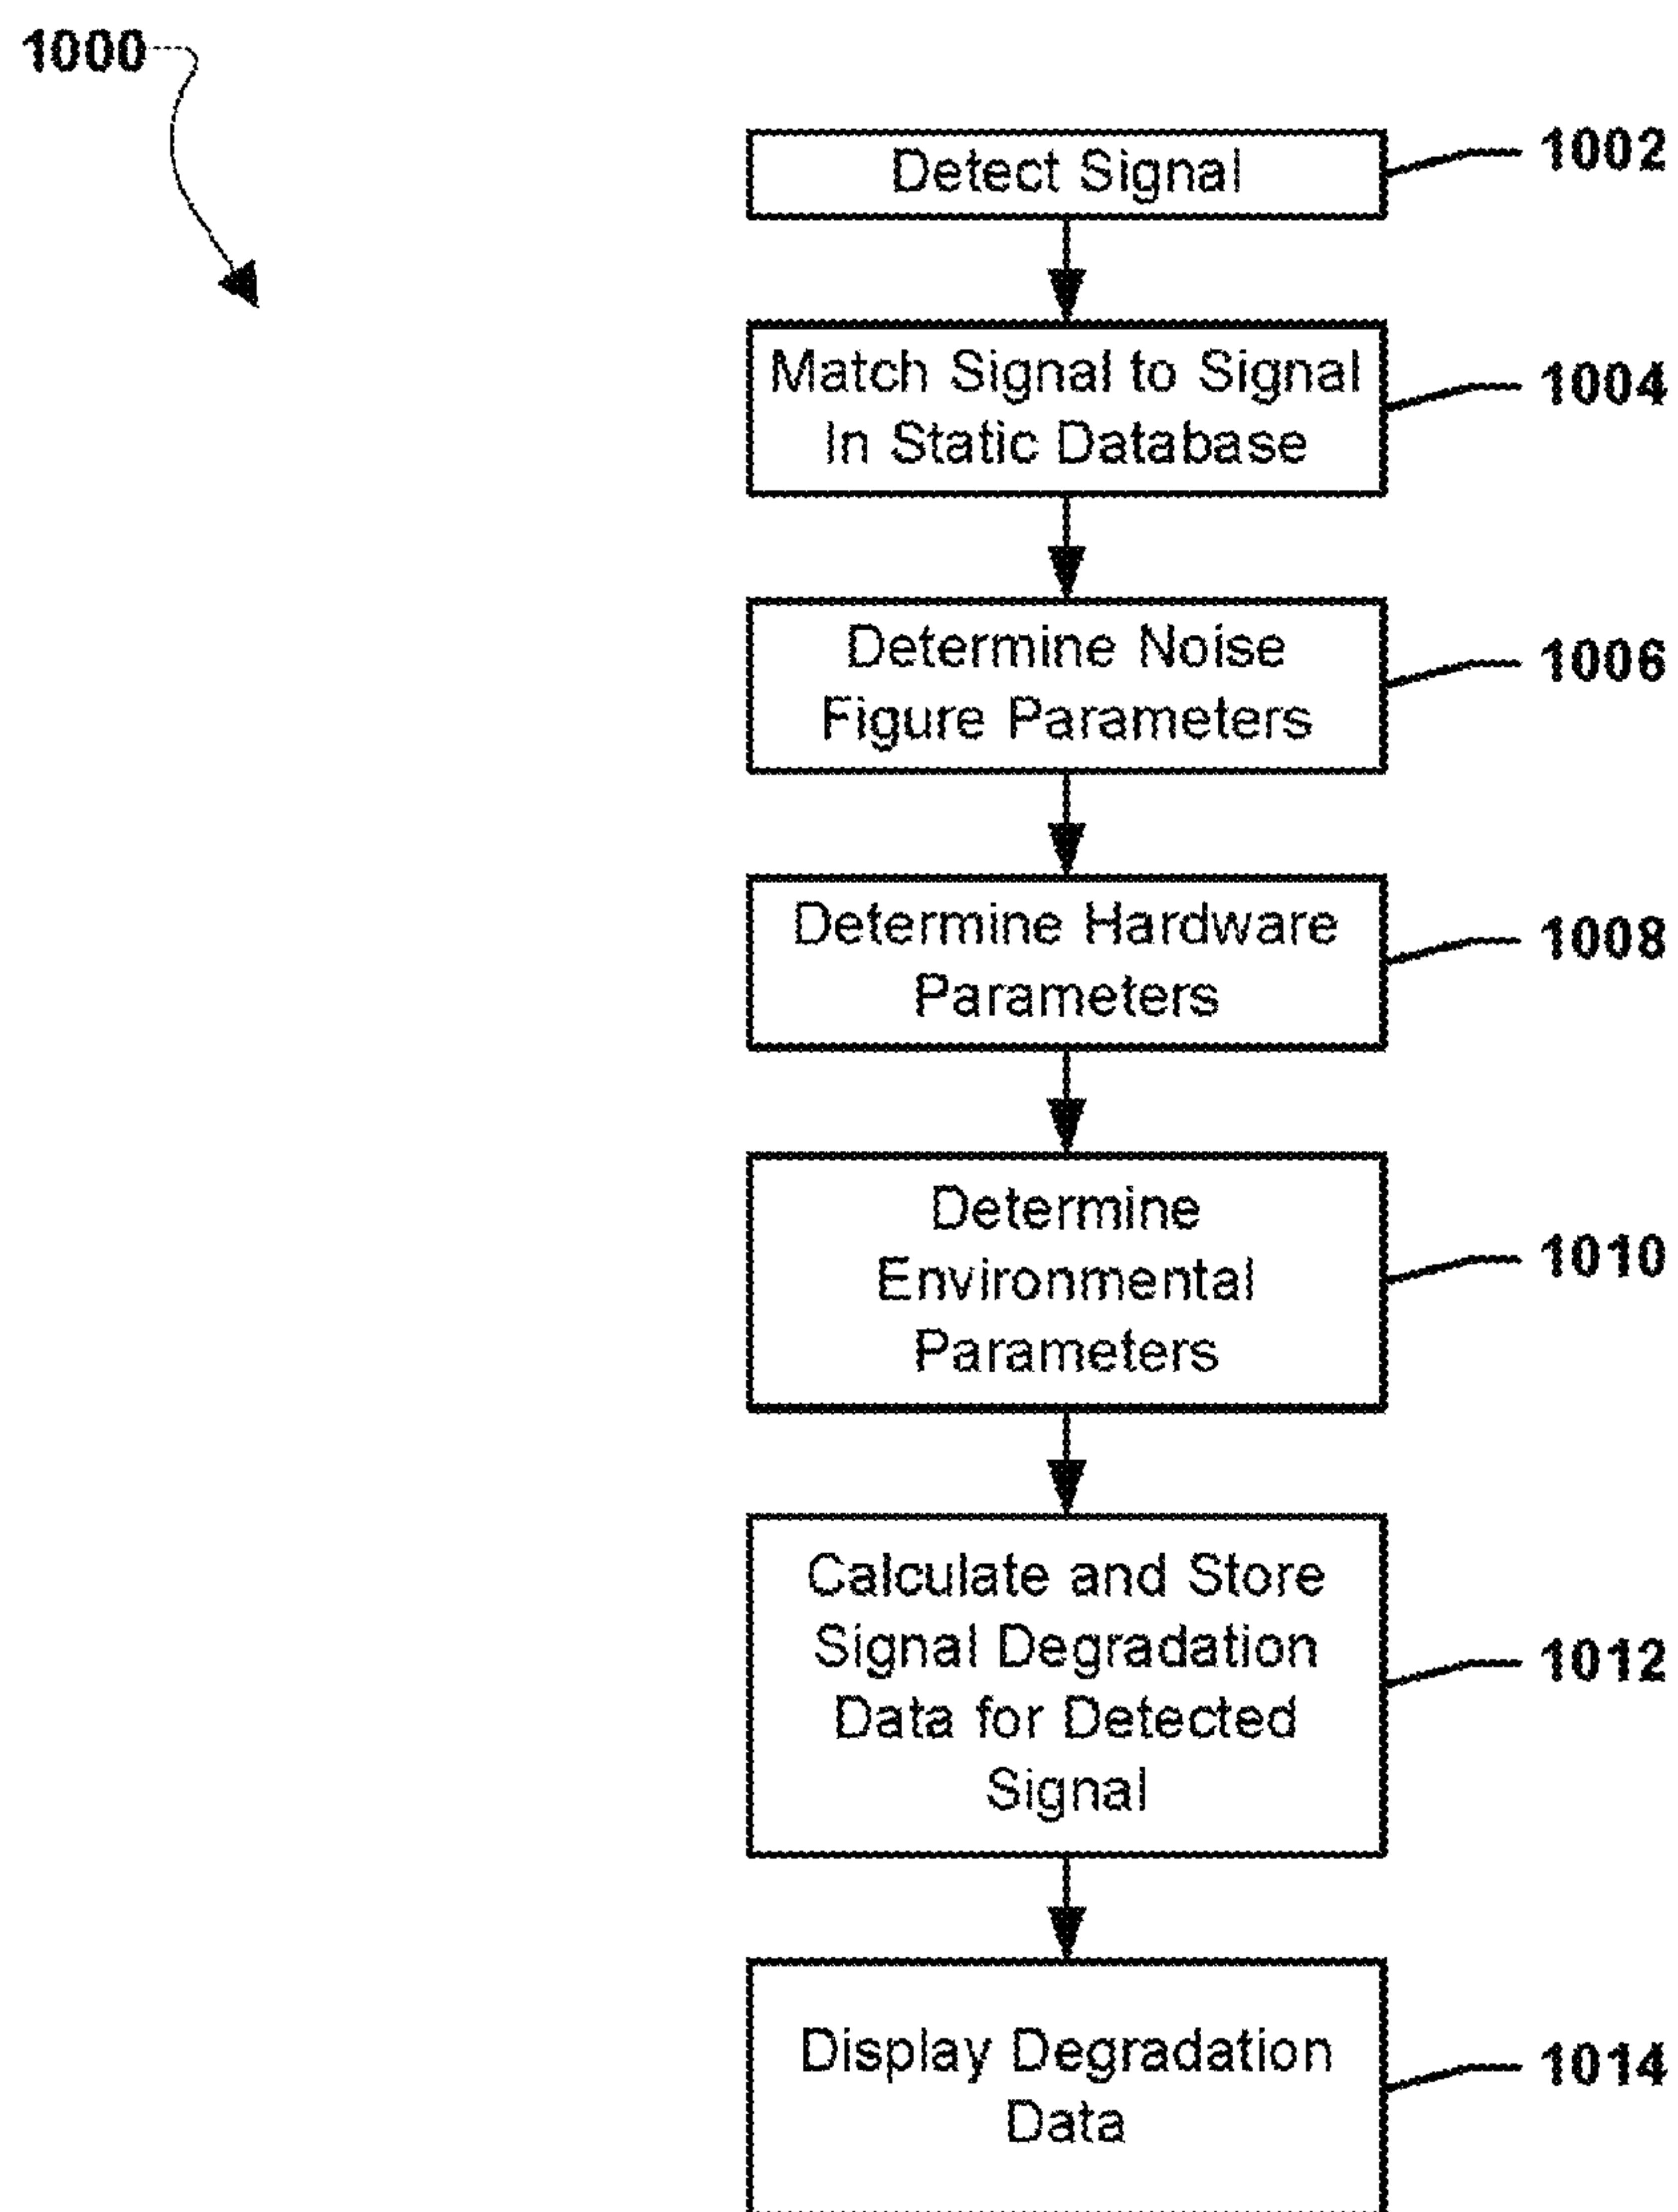 1000
Detect Signal
1002
Match Signal to Signal
In Static Database
1004
Determine Noise
Figure Parameters
1006
Determine Hardware
Parameters
1008
Determine
Environmental
Parameters
1010
Calculate and Store
Signal Degradation
Data for Detected
Signal
1012
Display Degradation
Data
1014